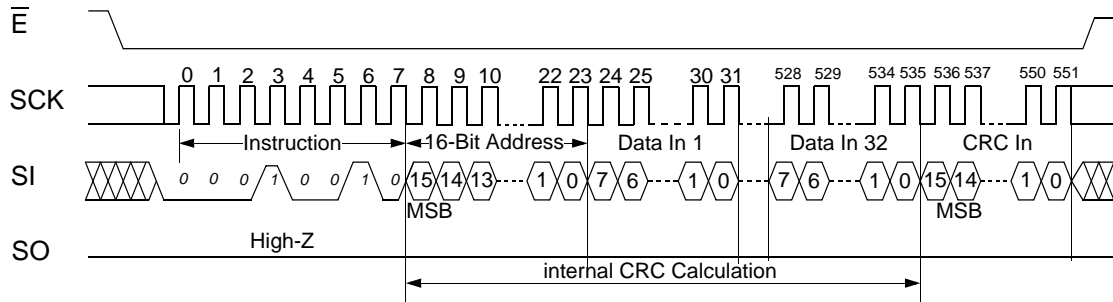 E
SCK 0 1 2 3 4 5 6 7 8 9 10 22 23 24 25 30 31 528 529 534 535 536 537 550 551
Instruction 16-Bit Address Data In 1 Data In 32 CRC In
SI 0 0 0 1 0 0 1 0 15 14 13 1 0 7 6 1 0 7 6 1 0 15 14 1 0
MSB MSB
SO High-Z
internal CRC Calculation